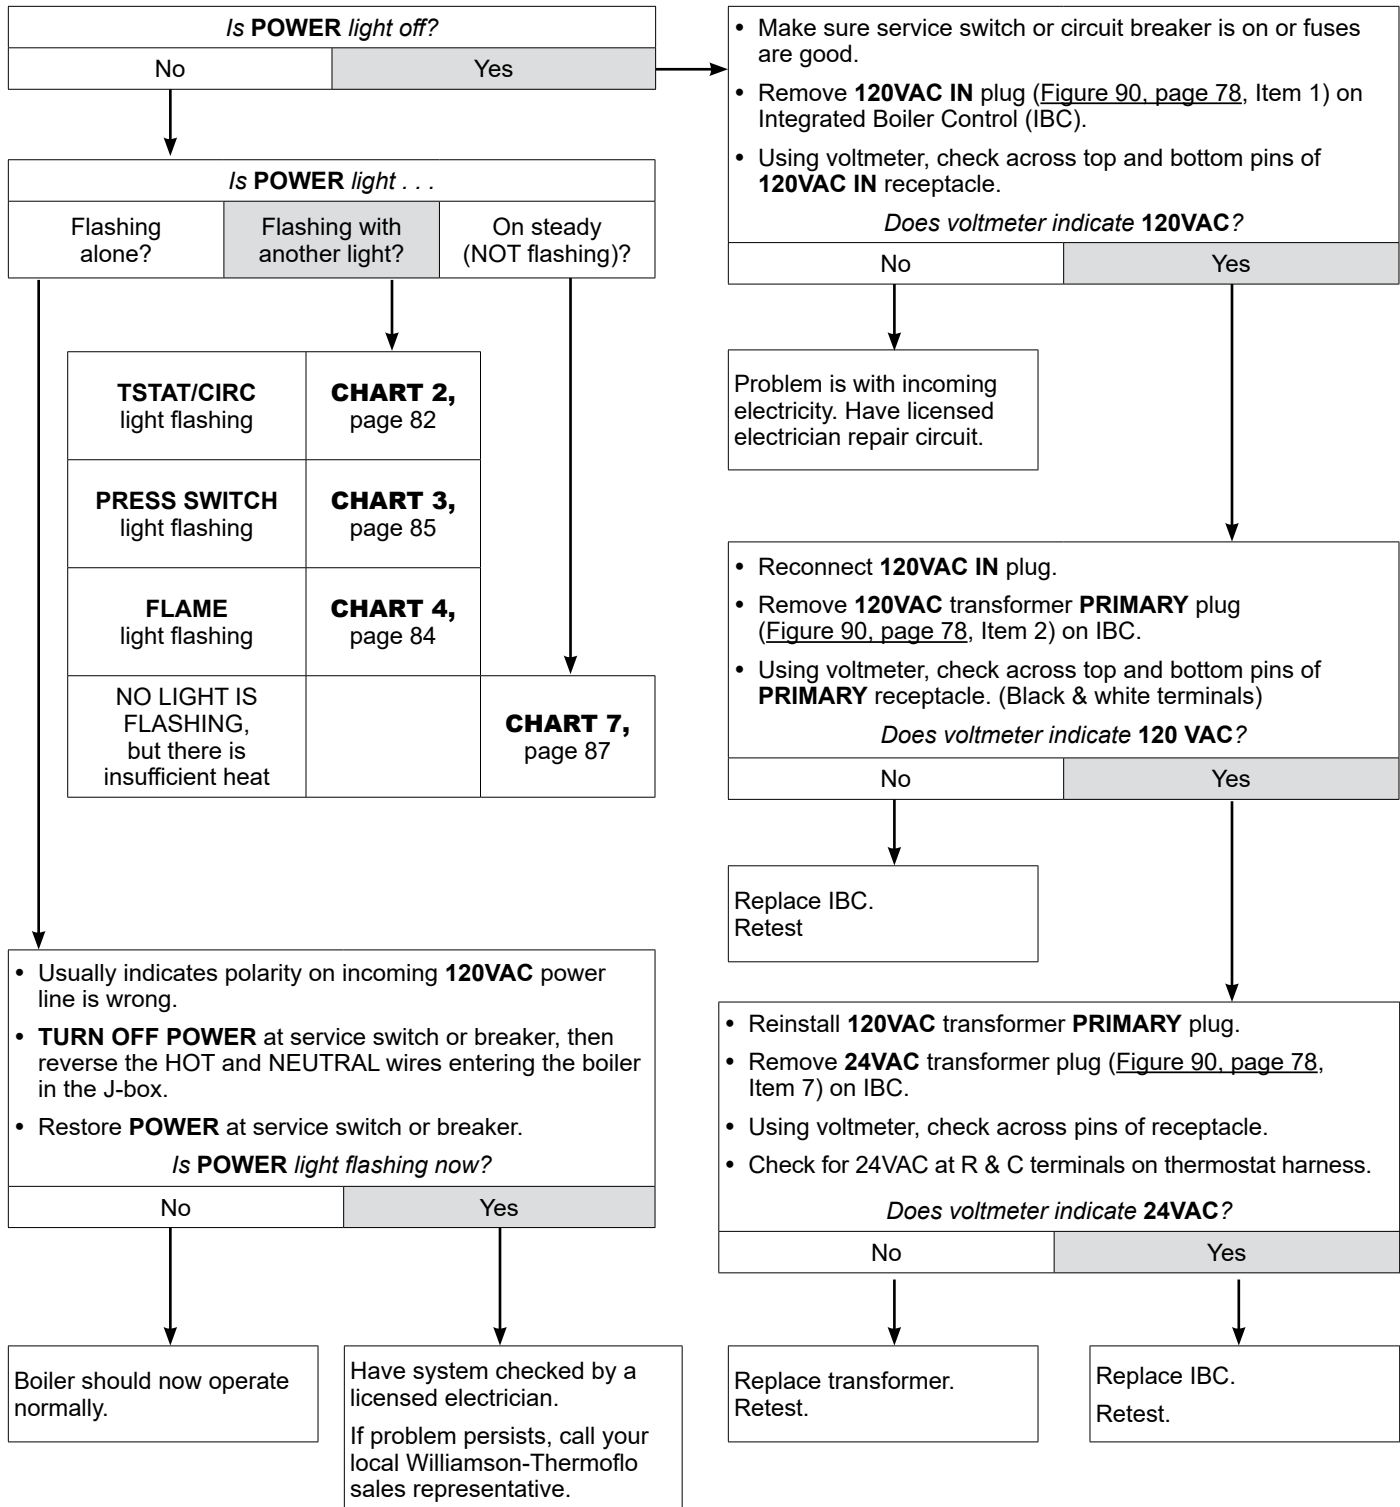 Is POWER light off?
No
Yes
Is POWER light . . .
Flashing
alone?
Flashing with
another light?
On steady
(NOT flashing)?
TSTAT/CIRC
light flashing
CHART 2,
page 82
PRESS SWITCH
light flashing
CHART 3,
page 85
FLAME
light flashing
CHART 4,
page 84
NO LIGHT IS
FLASHING,
but there is
insufficient heat
CHART 7,
page 87
• Usually indicates polarity on incoming 120VAC power
line is wrong.
• TURN OFF POWER at service switch or breaker, then
reverse the HOT and NEUTRAL wires entering the boiler
in the J-box.
• Restore POWER at service switch or breaker.
Is POWER light flashing now?
No
Yes
Boiler should now operate
normally.
Have system checked by a
licensed electrician.
If problem persists, call your
local Williamson-Thermoflo
sales representative.
• Make sure service switch or circuit breaker is on or fuses
are good.
• Remove 120VAC IN plug (Figure 90, page 78, Item 1) on
Integrated Boiler Control (IBC).
• Using voltmeter, check across top and bottom pins of
120VAC IN receptacle.
Does voltmeter indicate 120VAC?
No
Yes
Problem is with incoming
electricity. Have licensed
electrician repair circuit.
• Reconnect 120VAC IN plug.
• Remove 120VAC transformer PRIMARY plug
(Figure 90, page 78, Item 2) on IBC.
• Using voltmeter, check across top and bottom pins of
PRIMARY receptacle. (Black & white terminals)
Does voltmeter indicate 120 VAC?
No
Yes
Replace IBC.
Retest
• Reinstall 120VAC transformer PRIMARY plug.
• Remove 24VAC transformer plug (Figure 90, page 78,
Item 7) on IBC.
• Using voltmeter, check across pins of receptacle.
• Check for 24VAC at R & C terminals on thermostat harness.
Does voltmeter indicate 24VAC?
No
Yes
Replace transformer.
Retest.
Replace IBC.
Retest.